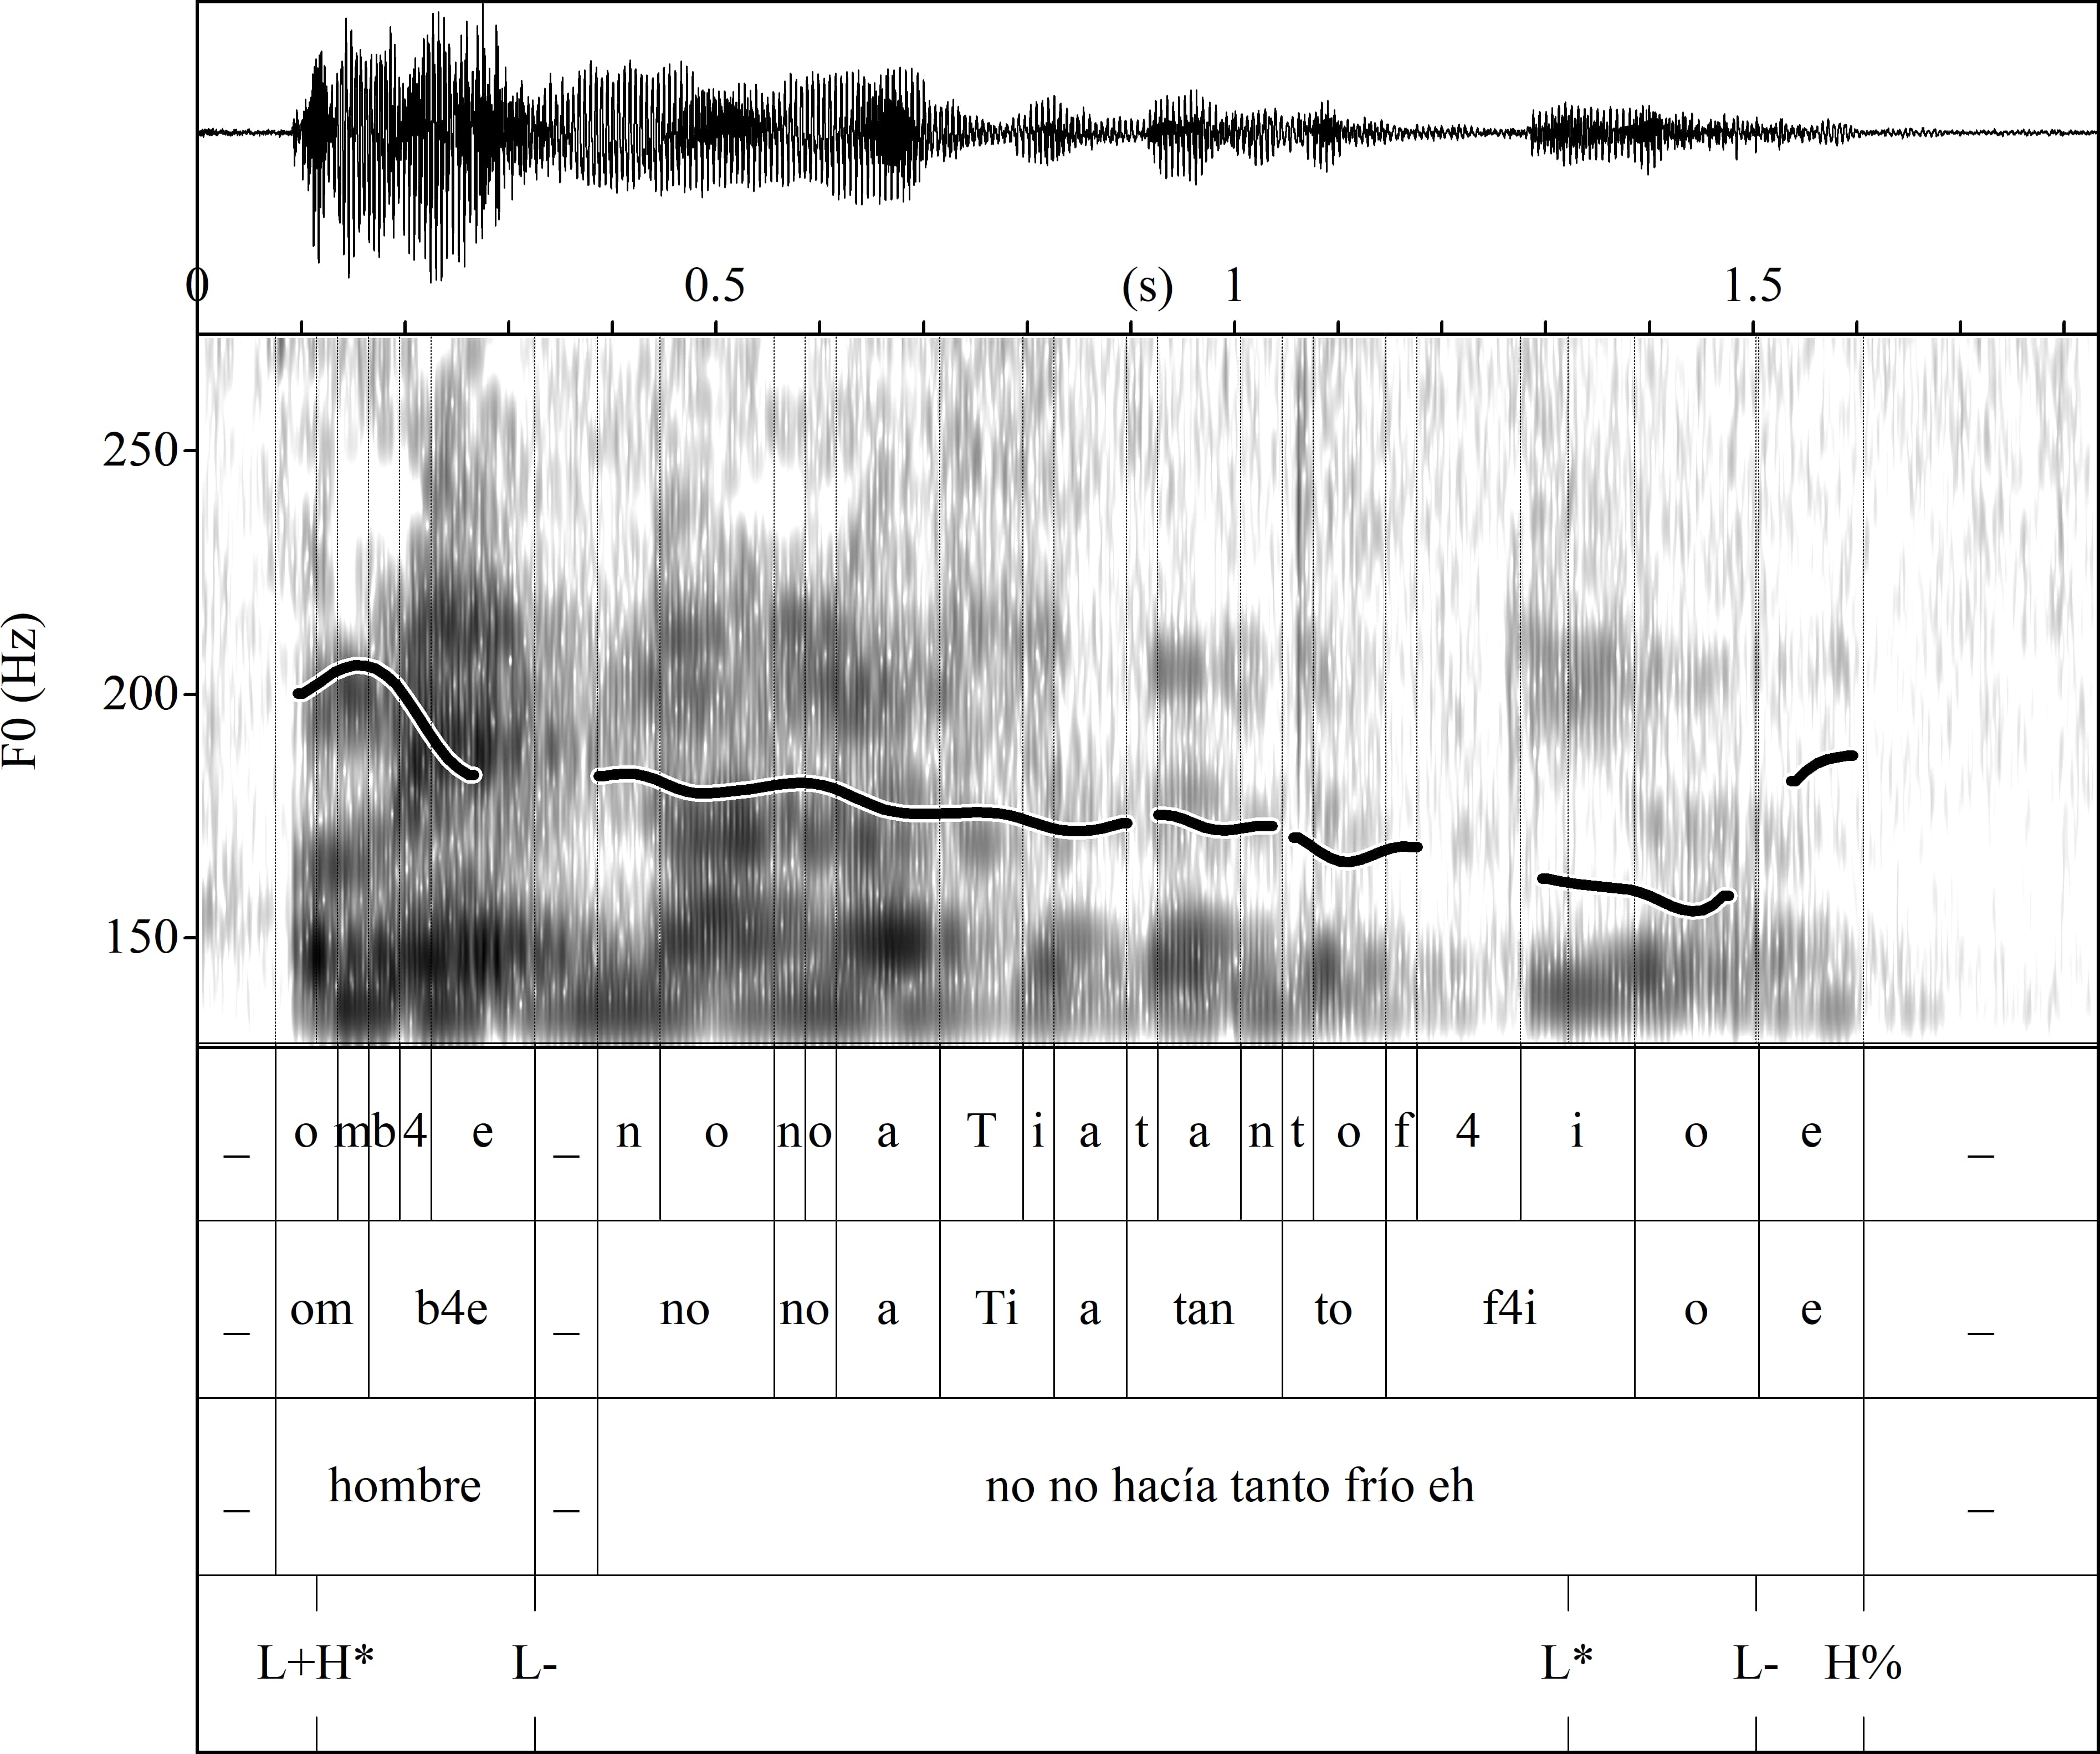 0 0.5 (s) 1 1.5
F0 (Hz)
250
200
150
_ o m b 4 e _ n o n o a T i a t a n t o f 4 i o e _
_ om b4e _ no no a Ti a tan to f4i o e _
_ hombre _ no no hacía tanto frío eh _
L+H* L- L* L- H%